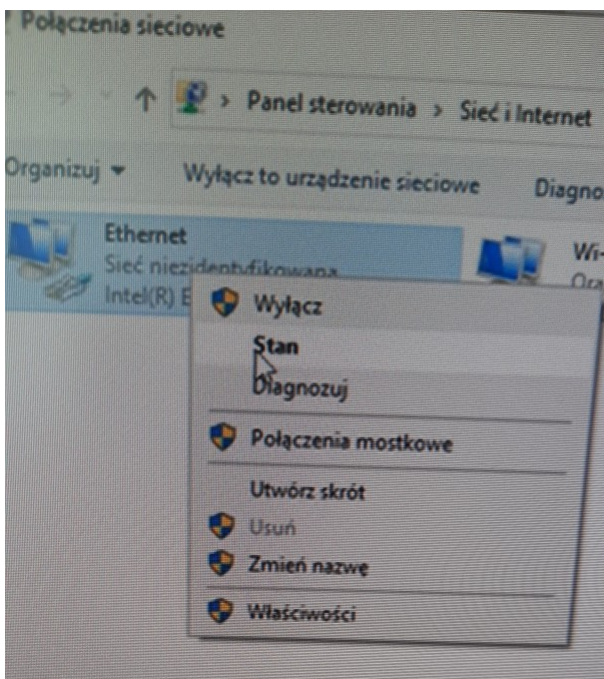 Połączenia sieciowe
Panel sterowania > Sieć i Internet
Organizuj Wyłącz to urządzenie sieciowe
Ethernet
Sieć niezidentyfikowana
Intel(R)
Wyłącz
Stan
Diagnozuj
Połączenia mostkowe
Utwórz skrót
Usuń
Zmień nazwę
Właściwości